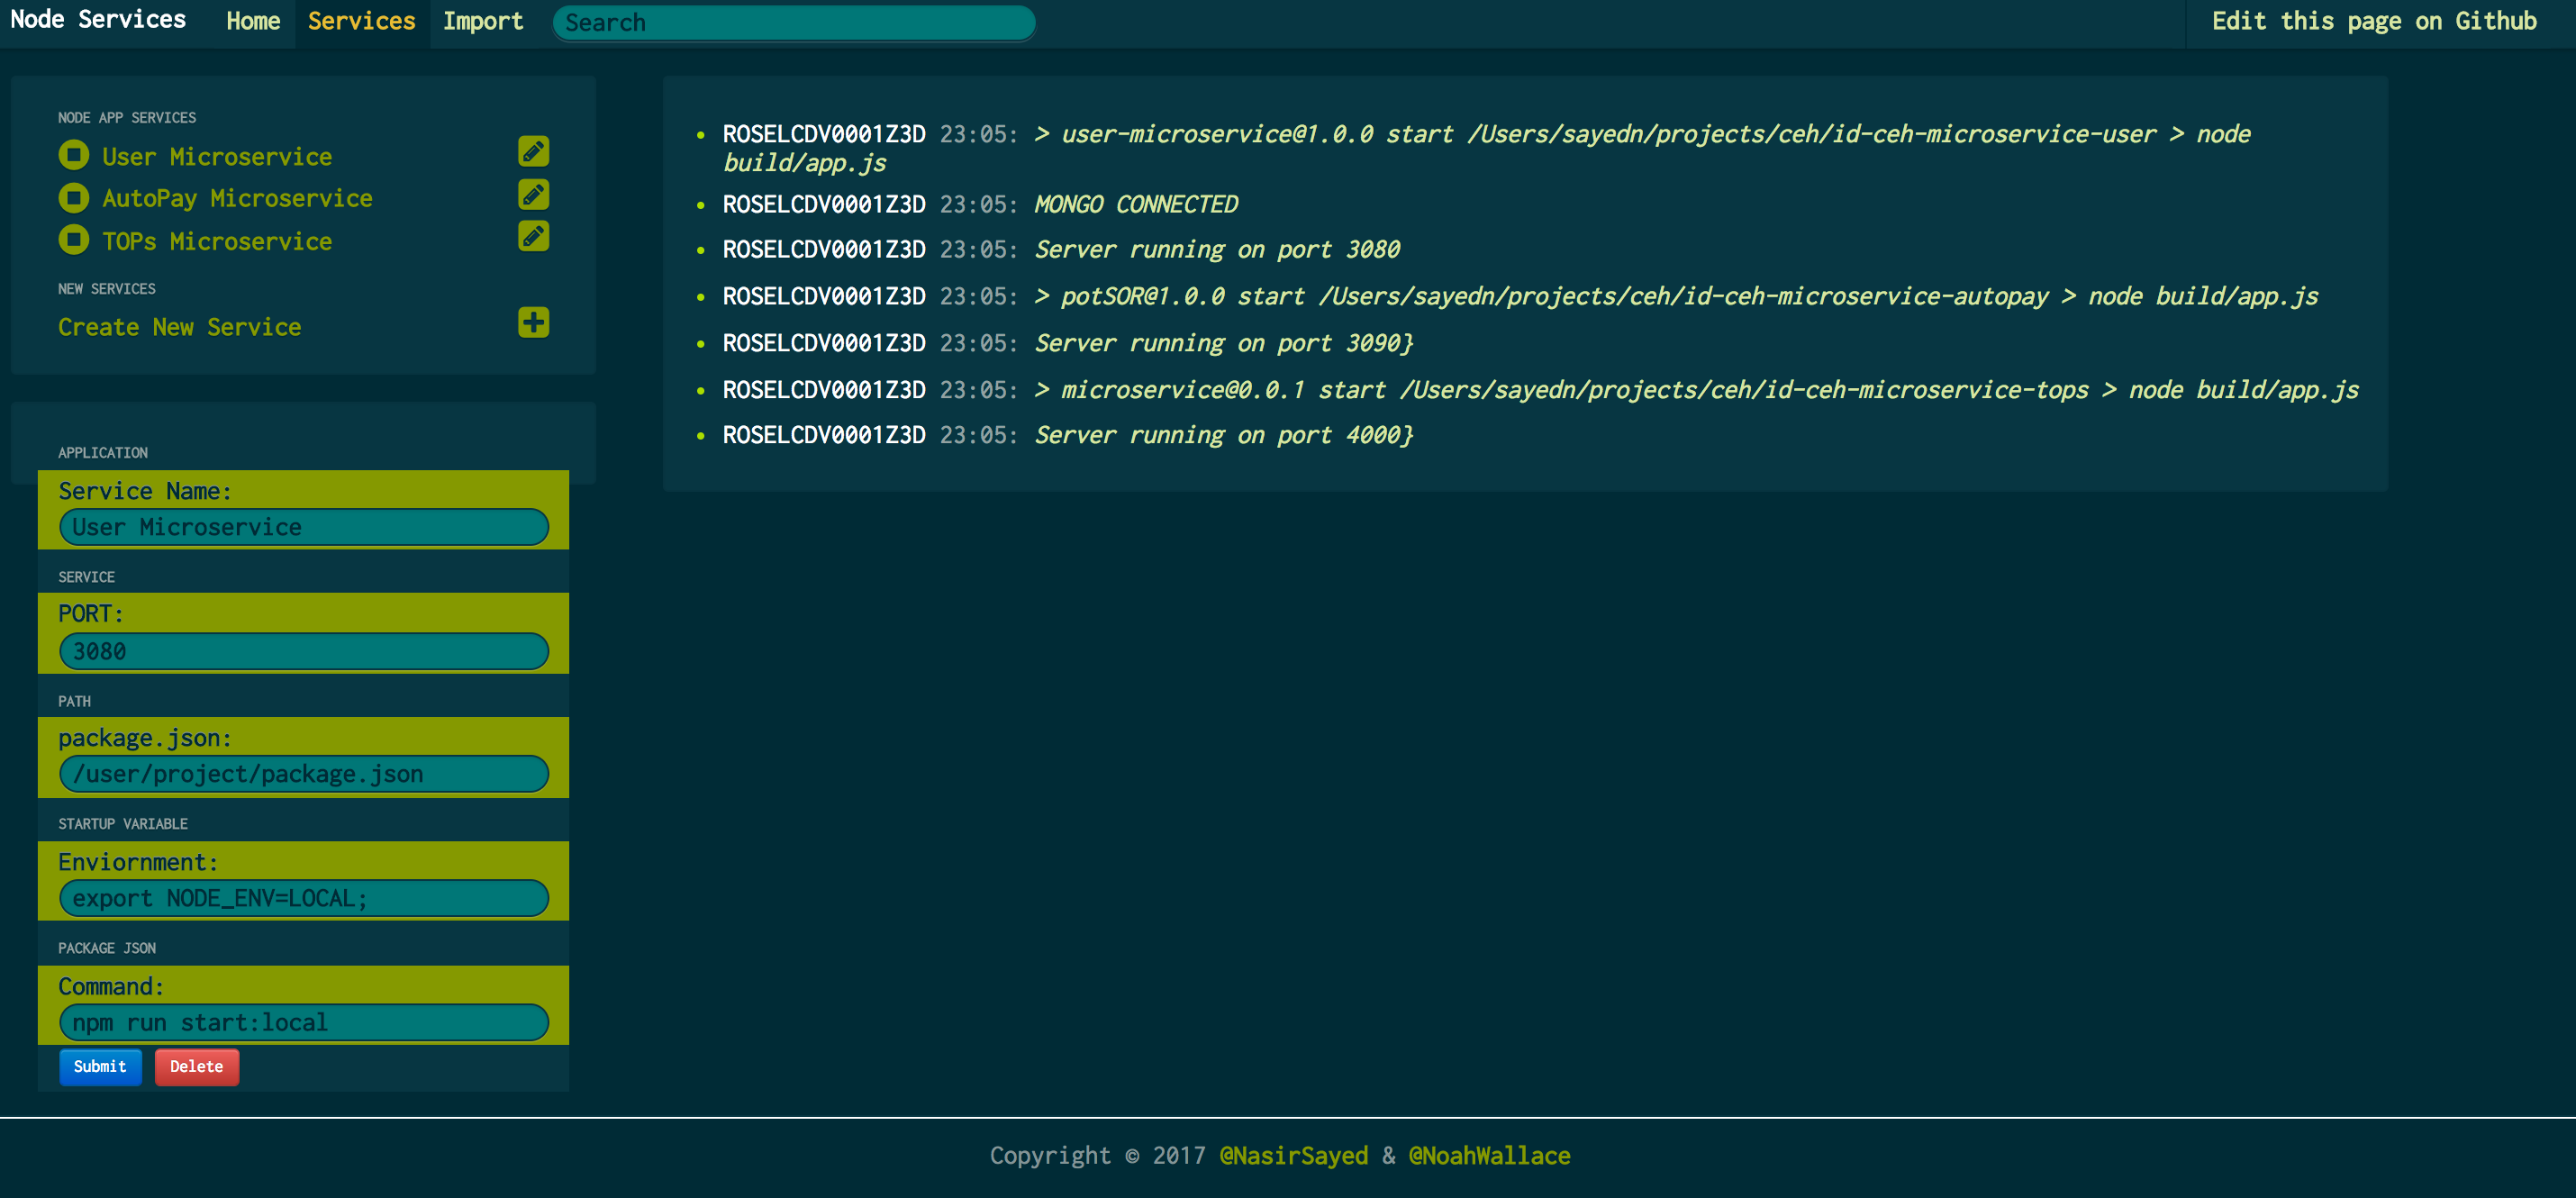 Node Services Home Services Import Search Edit this page on Github
NODE APP SERVICES
User Microservice
AutoPay Microservice
TOPs Microservice
NEW SERVICES
Create New Service
APPLICATION
Service Name:
User Microservice
SERVICE
PORT:
3080
PATH
package.json:
/user/project/package.json
STARTUP VARIABLE
Enviornment:
export NODE_ENV=LOCAL;
PACKAGE JSON
Command:
npm run start:local
Submit Delete
ROSELCDV0001Z3D 23:05: > user-microservice@1.0.0 start /Users/sayedn/projects/ceh/id-ceh-microservice-user > node
build/app.js
ROSELCDV0001Z3D 23:05: MONGO CONNECTED
ROSELCDV0001Z3D 23:05: Server running on port 3080
ROSELCDV0001Z3D 23:05: > potSOR@1.0.0 start /Users/sayedn/projects/ceh/id-ceh-microservice-autopay > node build/app.js
ROSELCDV0001Z3D 23:05: Server running on port 3090}
ROSELCDV0001Z3D 23:05: > microservice@0.0.1 start /Users/sayedn/projects/ceh/id-ceh-microservice-tops > node build/app.js
ROSELCDV0001Z3D 23:05: Server running on port 4000}
Copyright © 2017 @NasirSayed & @NoahWallace